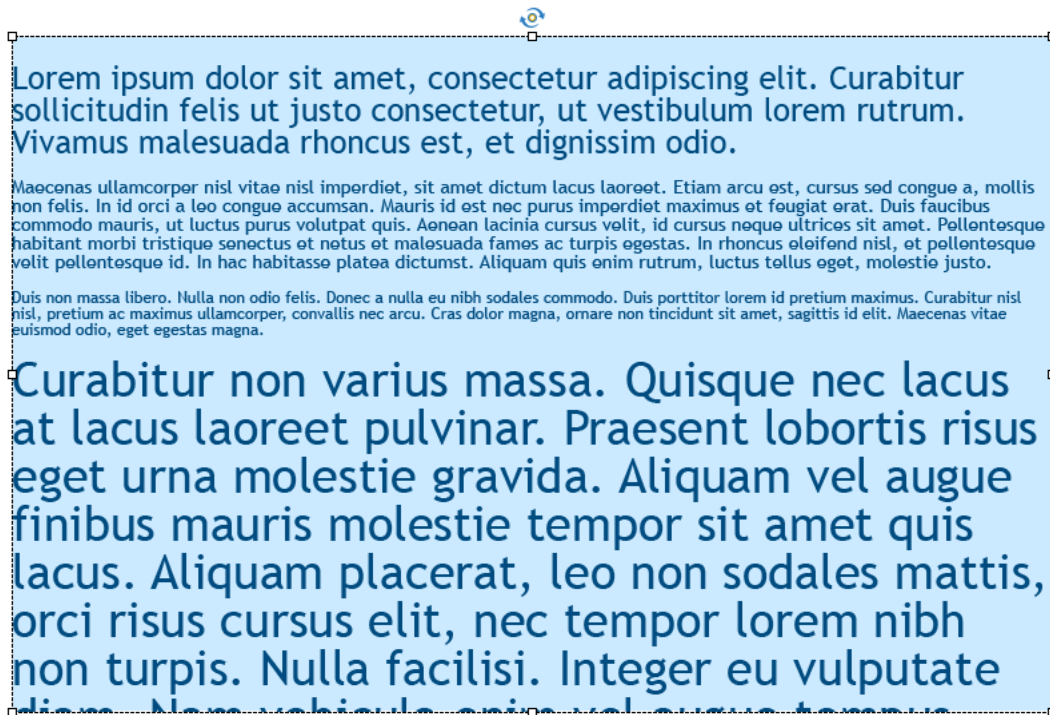 Lorem ipsum dolor sit amet, consectetur adipiscing elit. Curabitur
sollicitudin felis ut justo consectetur, ut vestibulum lorem rutrum.
Vivamus malesuada rhoncus est, et dignissim odio.
Maecenas ullamcorper nisl vitae nisl imperdiet, sit amet dictum lacus laoreet. Etiam arcu est, cursus sed congue a, mollis
non felis. In id orci a leo congue accumsan. Mauris id est nec purus imperdiet maximus et feugiat erat. Duis faucibus
commodo mauris, ut luctus purus volutpat quis. Aenean lacinia cursus velit, id cursus neque ultrices sit amet. Pellentesque
habitant morbi tristique senectus et netus et malesuada fames ac turpis egestas. In rhoncus eleifend nisl, et pellentesque
velit pellentesque id. In hac habitasse platea dictumst. Aliquam quis enim rutrum, luctus tellus eget, molestie justo.
Duis non massa libero. Nulla non odio felis. Donec a nulla eu nibh sodales commodo. Duis porttitor lorem id pretium maximus. Curabitur nisl
nisl, pretium ac maximus ullamcorper, convallis nec arcu. Cras dolor magna, ornare non tincidunt sit amet, sagittis id elit. Maecenas vitae
euismod odio, eget egestas magna.
Curabitur non varius massa. Quisque nec lacus
at lacus laoreet pulvinar. Praesent lobortis risus
eget urna molestie gravida. Aliquam vel augue
finibus mauris molestie tempor sit amet quis
lacus. Aliquam placerat, leo non sodales mattis,
orci risus cursus elit, nec tempor lorem nibh
non turpis. Nulla facilisi. Integer eu vulputate